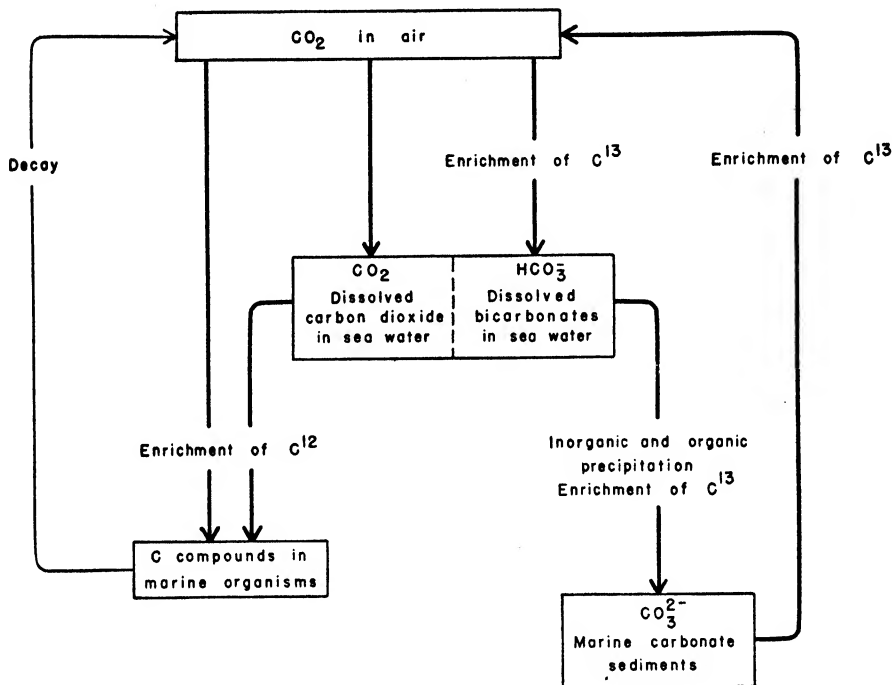 CO2 in air
Decay
Enrichment of C13
Enrichment of C13
CO2
Dissolved
carbon dioxide
in sea water
HCO3-
Dissolved
bicarbonates
in sea water
Enrichment of C12
Inorganic and organic
precipitation
Enrichment of C13
C compounds in
marine organisms
CO3 2-
Marine carbonate
sediments